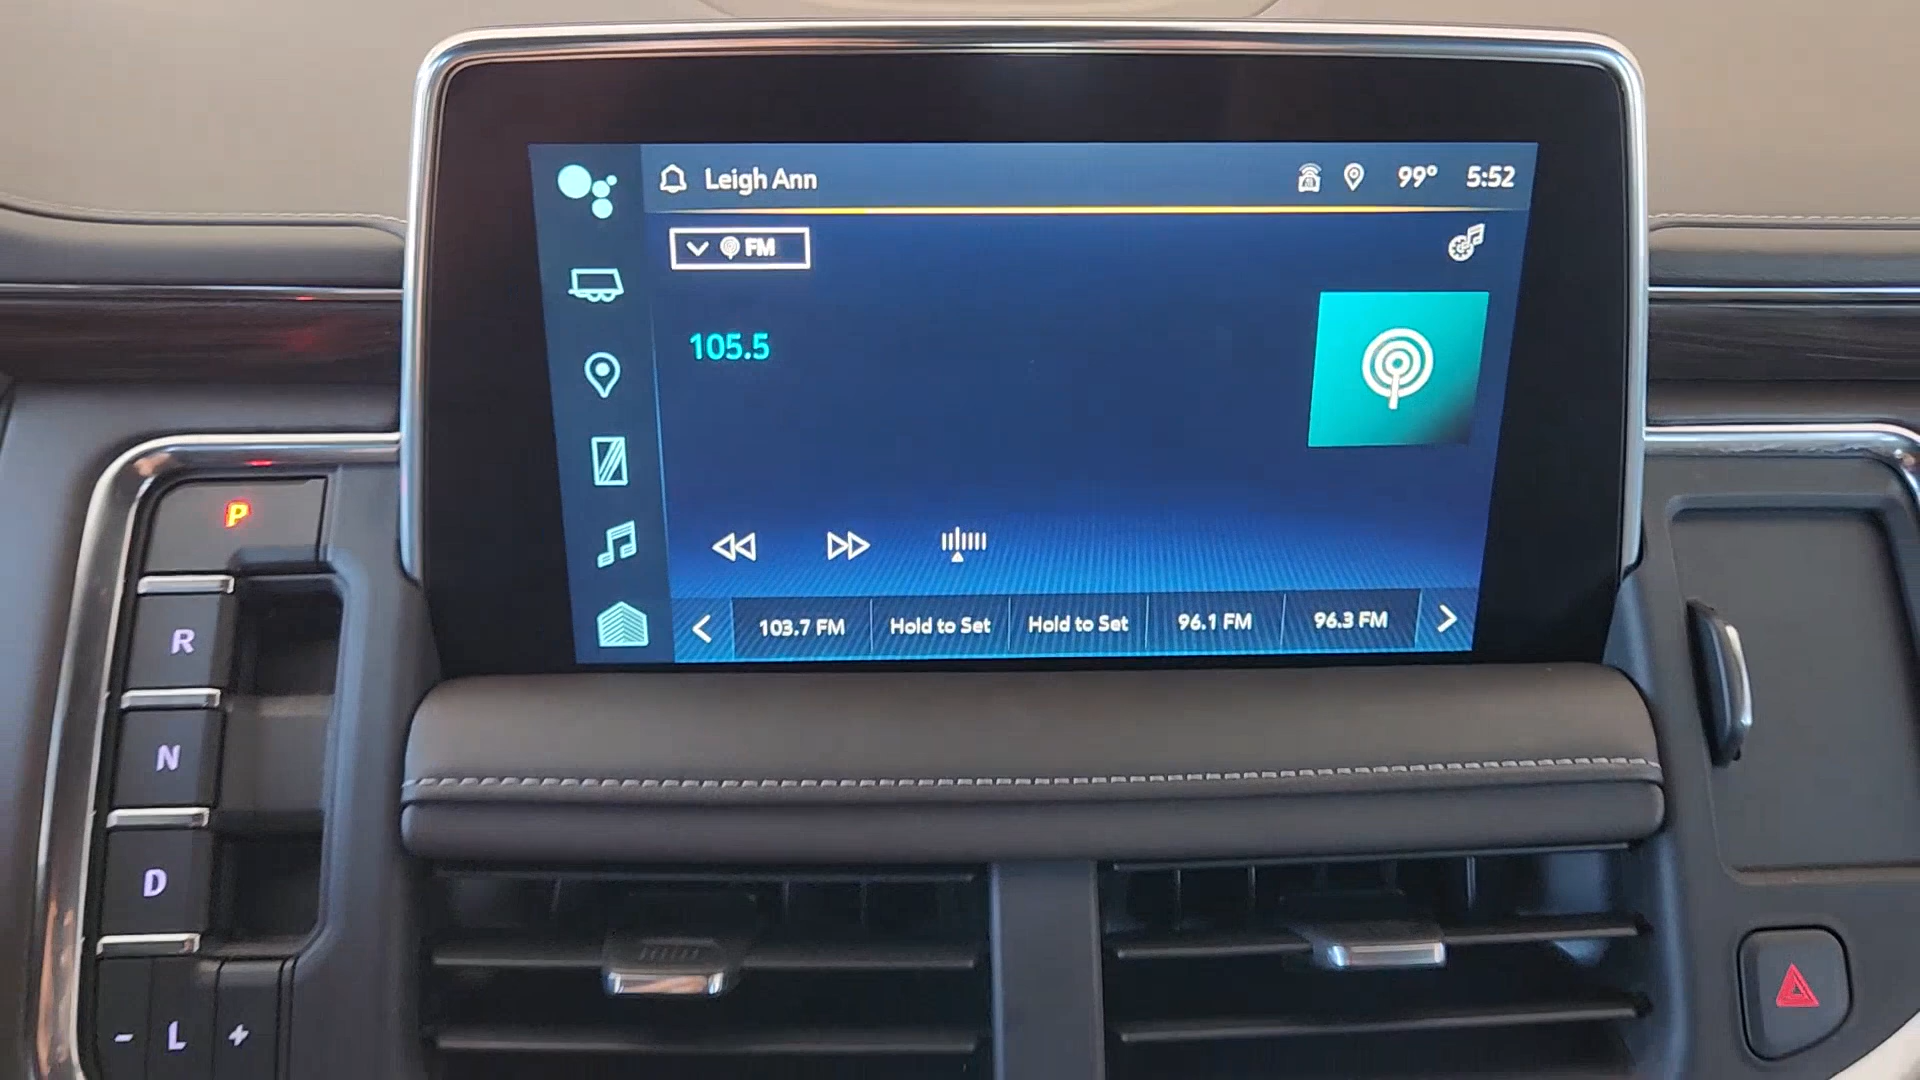 Leigh Ann
99° 5:52
FM
105.5
103.7 FM Hold to Set Hold to Set 96.1 FM 96.3 FM
P
R
N
D
- L +